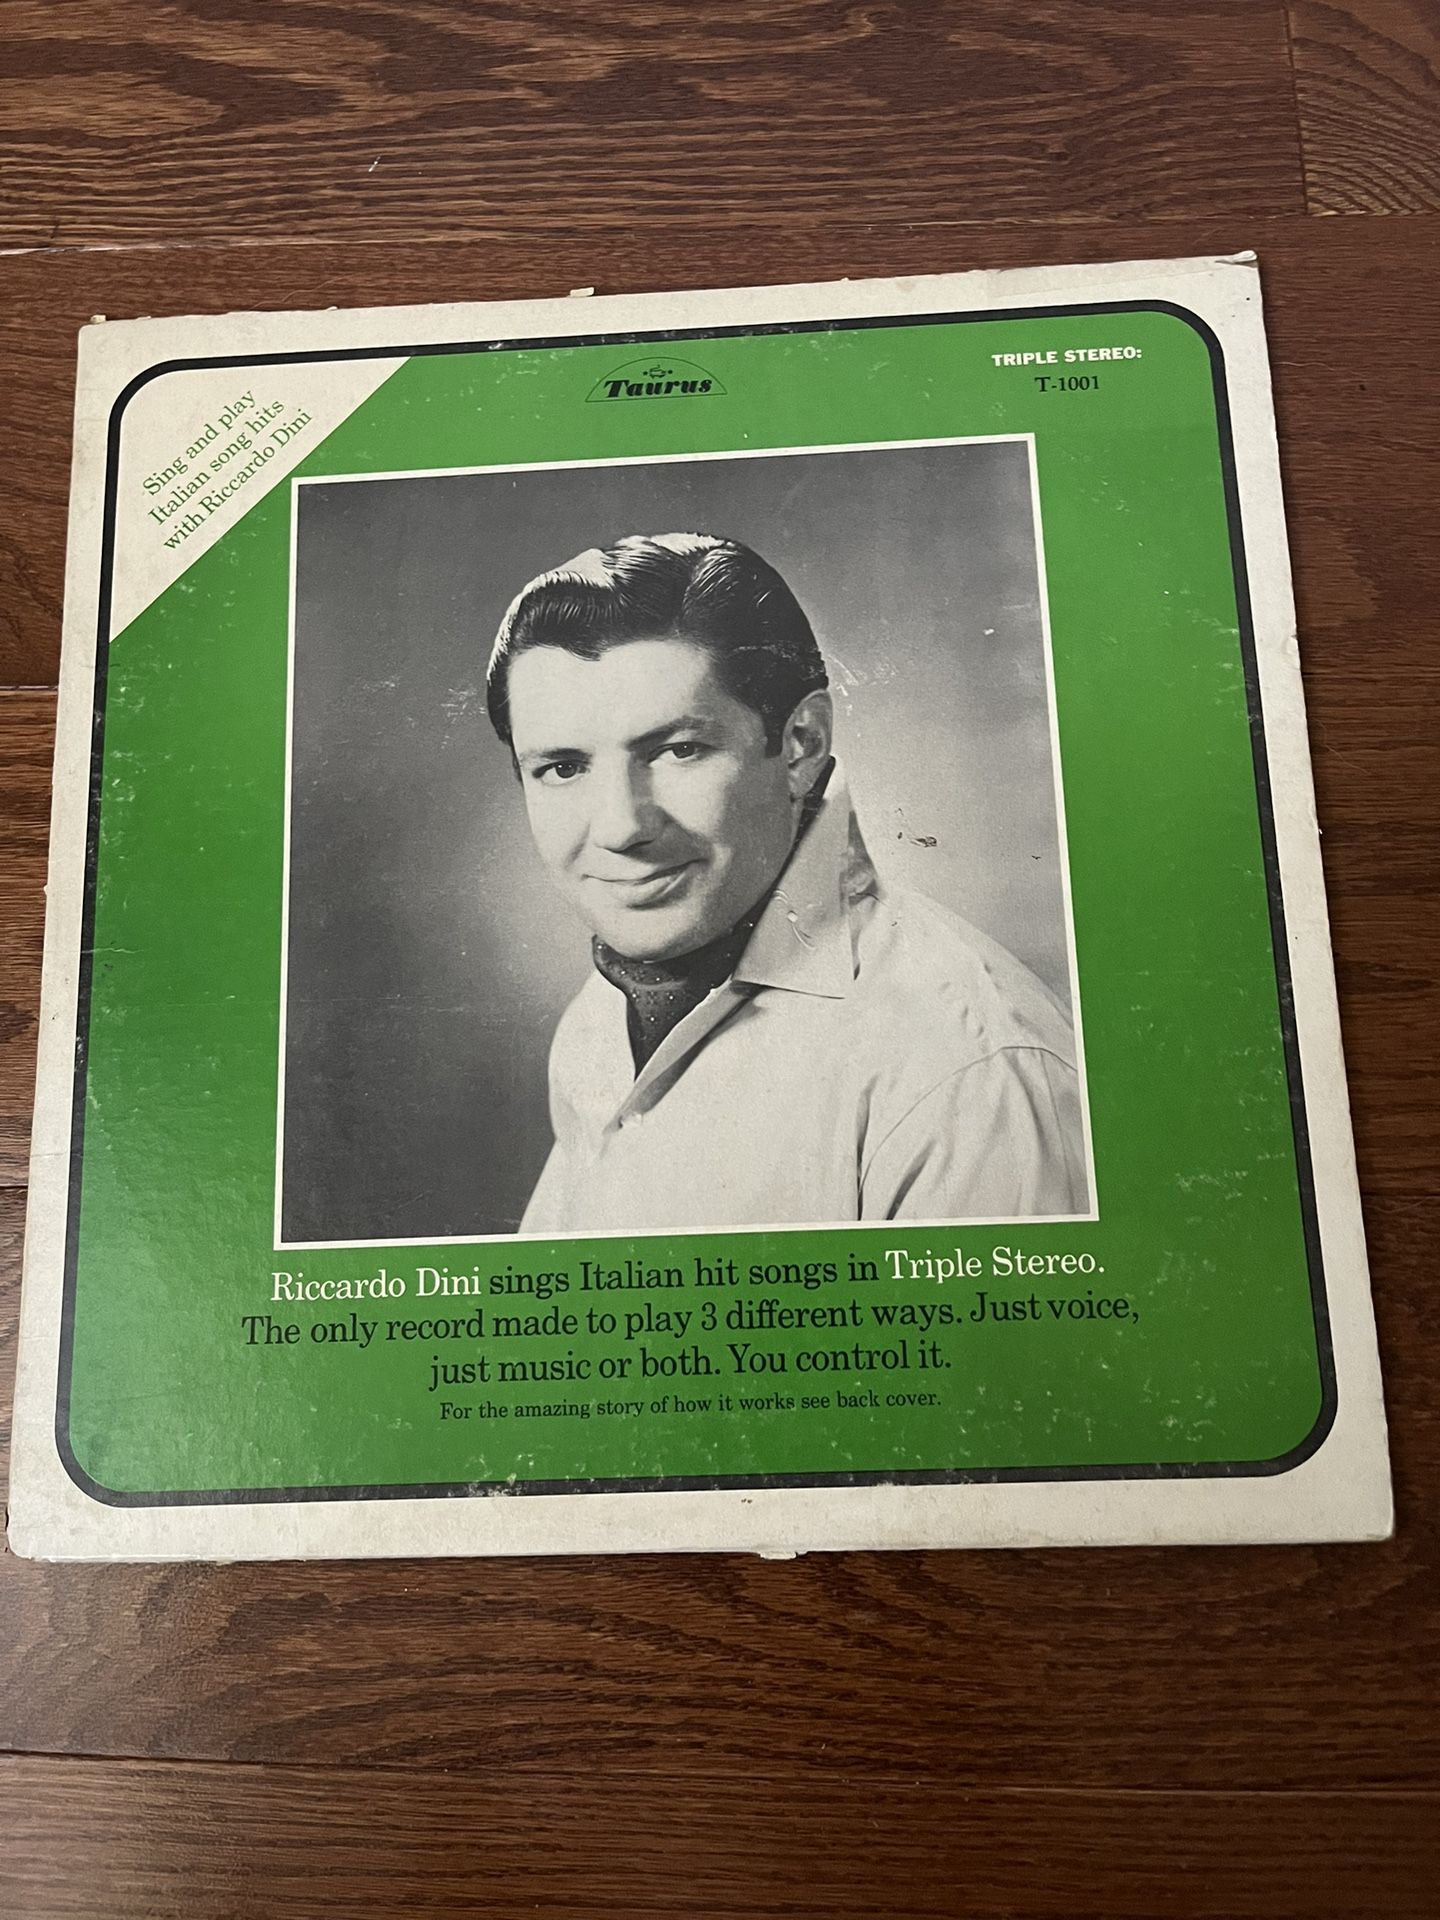 Sing and play
Italian song hits
with Riccardo Dini
Taurus
TRIPLE STEREO:
T-1001
Riccardo Dini sings Italian hit songs in Triple Stereo.
The only record made to play 3 different ways. Just voice,
just music or both. You control it.
For the amazing story of how it works see back cover.